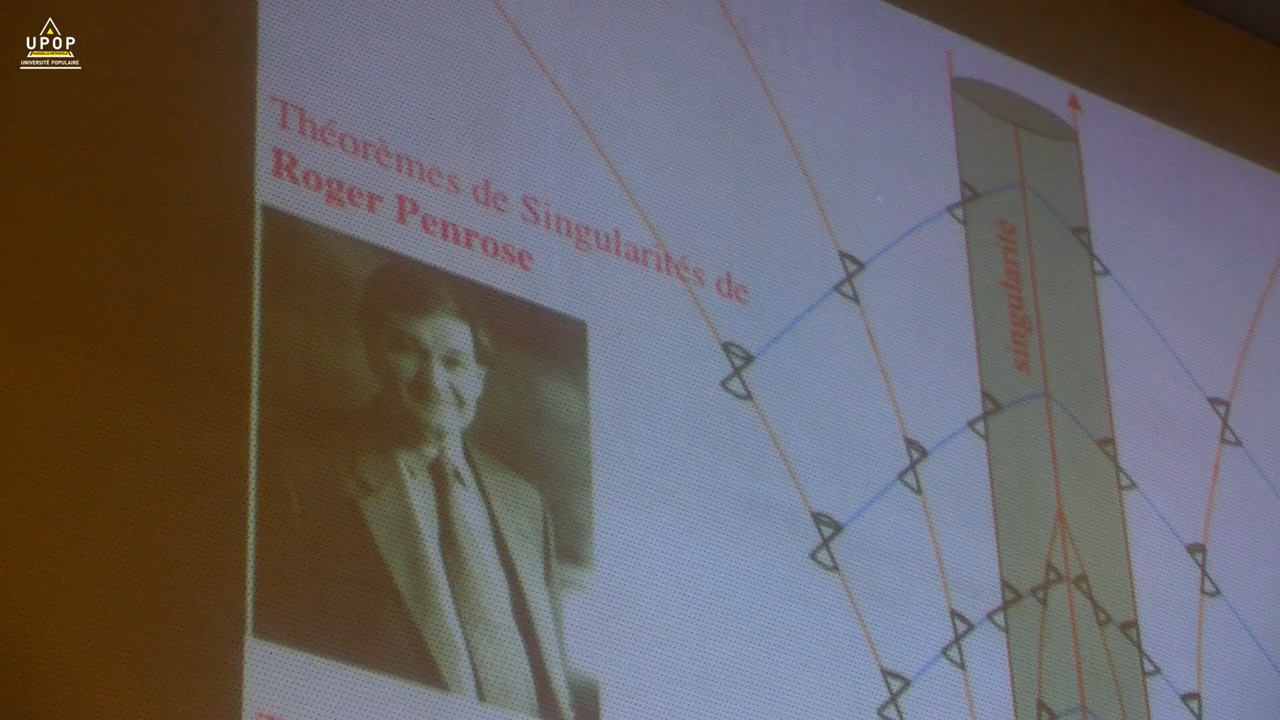 UPOP
UNIVERSITÉ POPULAIRE
Théorèmes de Singularités de
Roger Penrose
singularité